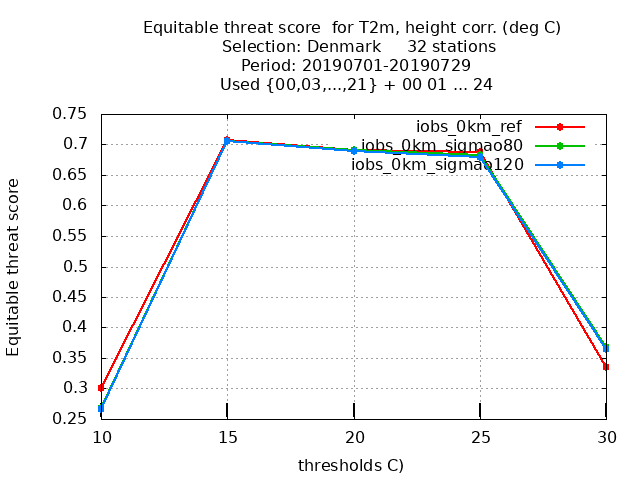 Equitable threat score  for T2m, height corr. (deg C)
Selection: Denmark     32 stations
Period: 20190701-20190729
Used {00,03,...,21} + 00 01 ... 24
iobs_0km_ref
iobs_0km_sigmao80
iobs_0km_sigmao120
Equitable threat score
0.75
0.7
0.65
0.6
0.55
0.5
0.45
0.4
0.35
0.3
0.25
10 15 20 25 30
thresholds C)